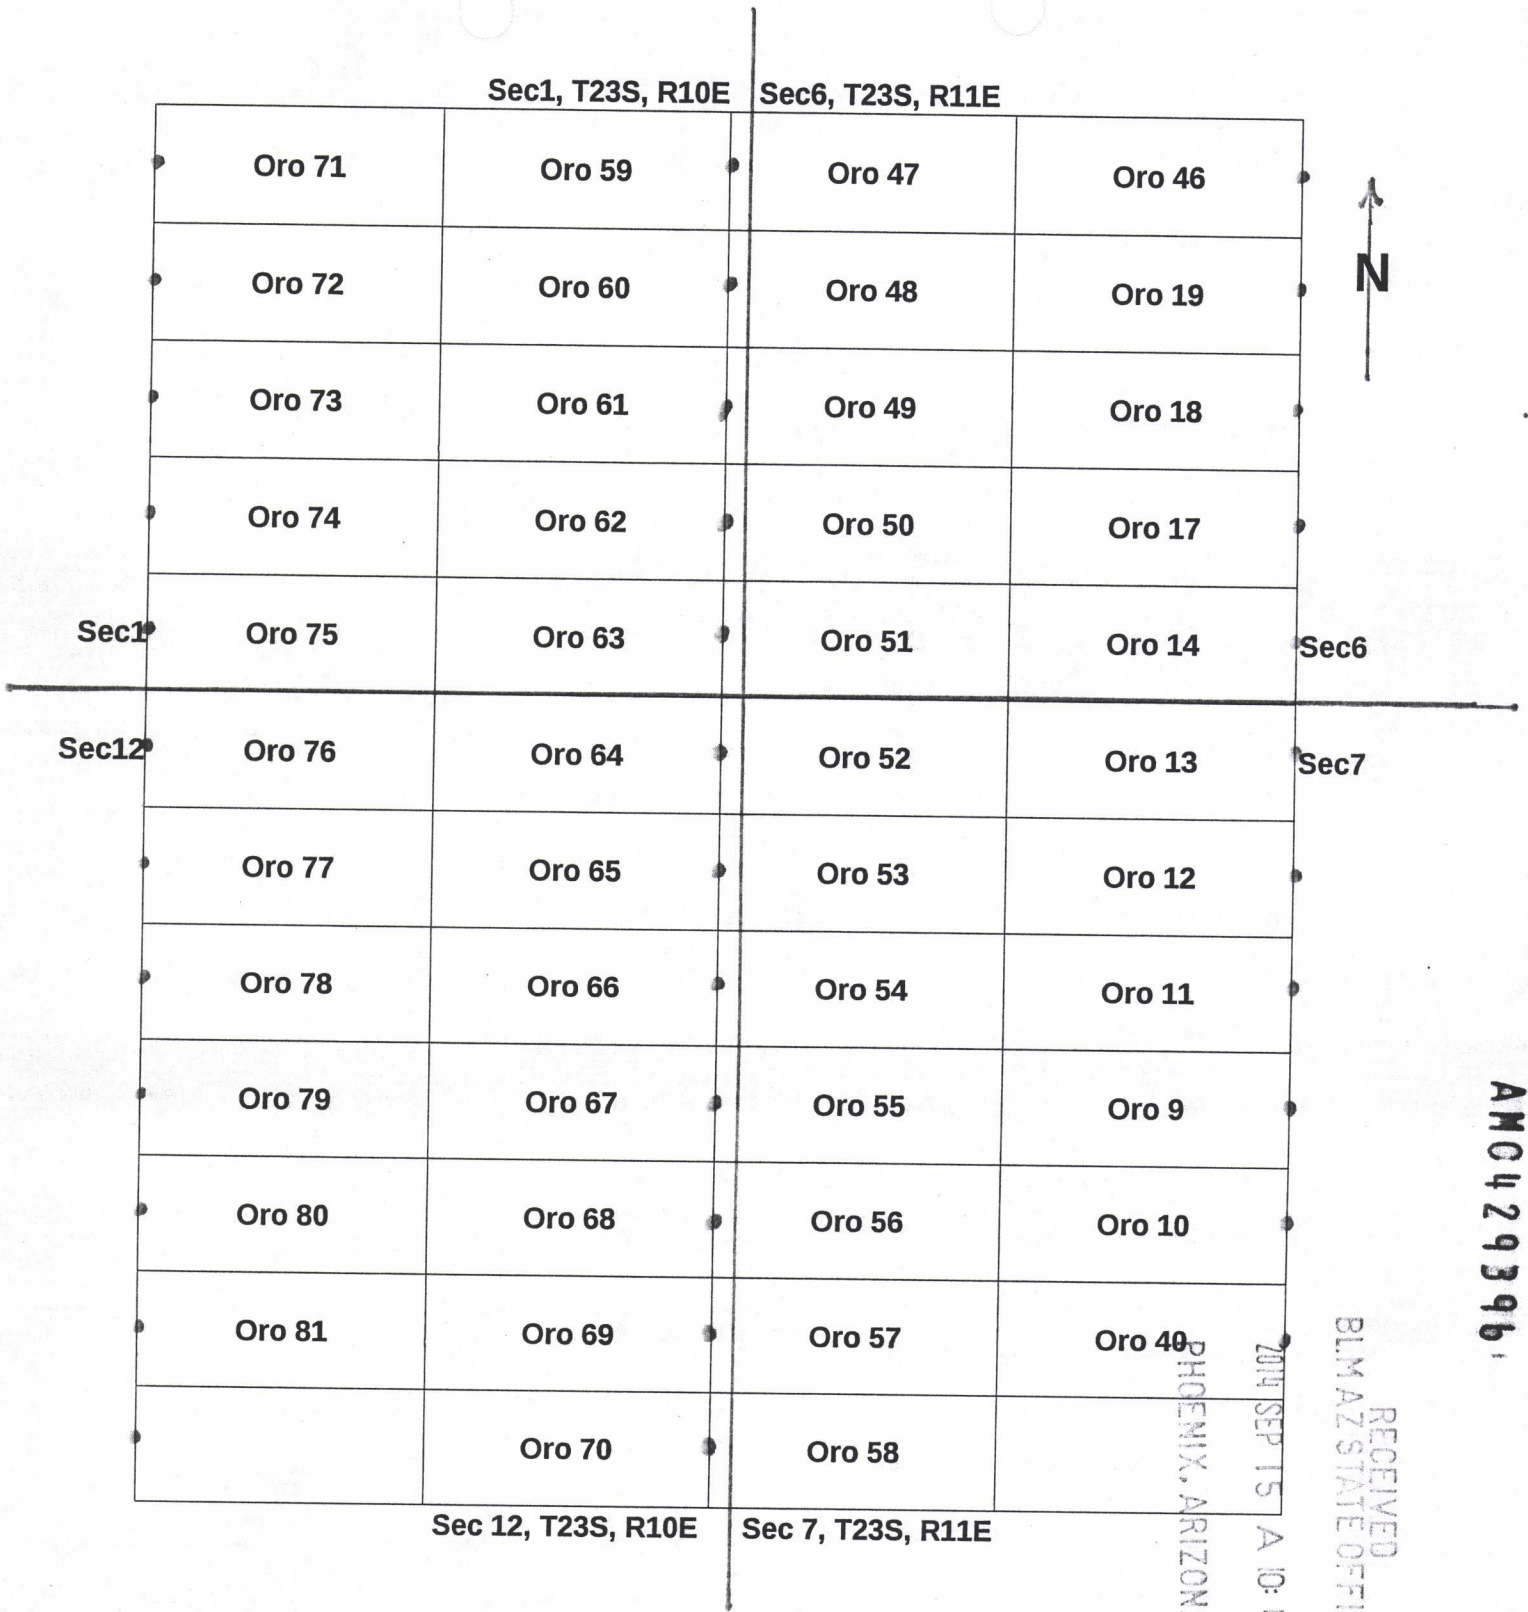 Sec1, T23S, R10E Sec6, T23S, R11E
Oro 71 Oro 59 Oro 47 Oro 46
N
Oro 72 Oro 60 Oro 48 Oro 19
Oro 73 Oro 61 Oro 49 Oro 18
Oro 74 Oro 62 Oro 50 Oro 17
Sec1 Oro 75 Oro 63 Oro 51 Oro 14 Sec6
Sec12 Oro 76 Oro 64 Oro 52 Oro 13 Sec7
Oro 77 Oro 65 Oro 53 Oro 12
Oro 78 Oro 66 Oro 54 Oro 11
Oro 79 Oro 67 Oro 55 Oro 9
Oro 80 Oro 68 Oro 56 Oro 10
Oro 81 Oro 69 Oro 57 Oro 40
Oro 70 Oro 58
Sec 12, T23S, R10E Sec 7, T23S, R11E
AMO429396
RECEIVED
BLM AZ STATE OFFI
2014 SEP 15 A 10:
PHOENIX, ARIZON